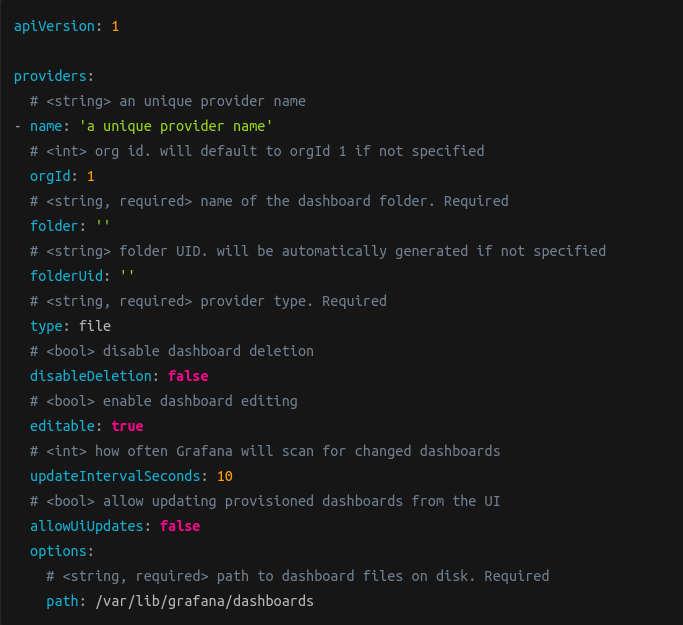 apiVersion: 1
providers:
  # <string> an unique provider name
- name: 'a unique provider name'
  # <int> org id. will default to orgId 1 if not specified
  orgId: 1
  # <string, required> name of the dashboard folder. Required
  folder: ''
  # <string> folder UID. will be automatically generated if not specified
  folderUid: ''
  # <string, required> provider type. Required
  type: file
  # <bool> disable dashboard deletion
  disableDeletion: false
  # <bool> enable dashboard editing
  editable: true
  # <int> how often Grafana will scan for changed dashboards
  updateIntervalSeconds: 10
  # <bool> allow updating provisioned dashboards from the UI
  allowUiUpdates: false
  options:
    # <string, required> path to dashboard files on disk. Required
    path: /var/lib/grafana/dashboards